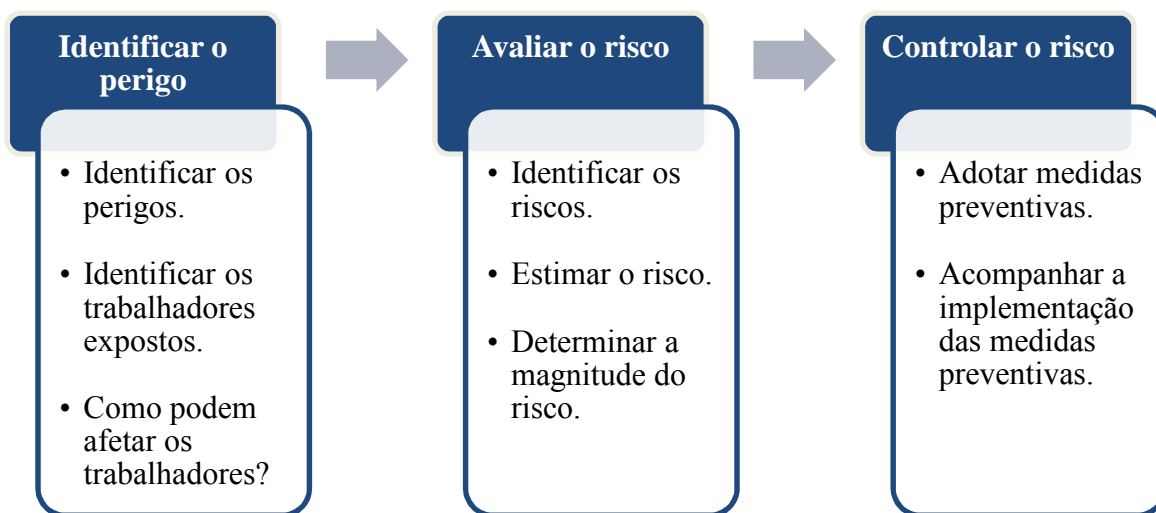 Identificar o
perigo
• Identificar os
perigos.
• Identificar os
trabalhadores
expostos.
• Como podem
afetar os
trabalhadores?
Avaliar o risco
• Identificar os
riscos.
• Estimar o risco.
• Determinar a
magnitude do
risco.
Controlar o risco
• Adotar medidas
preventivas.
• Acompanhar a
implementação
das medidas
preventivas.